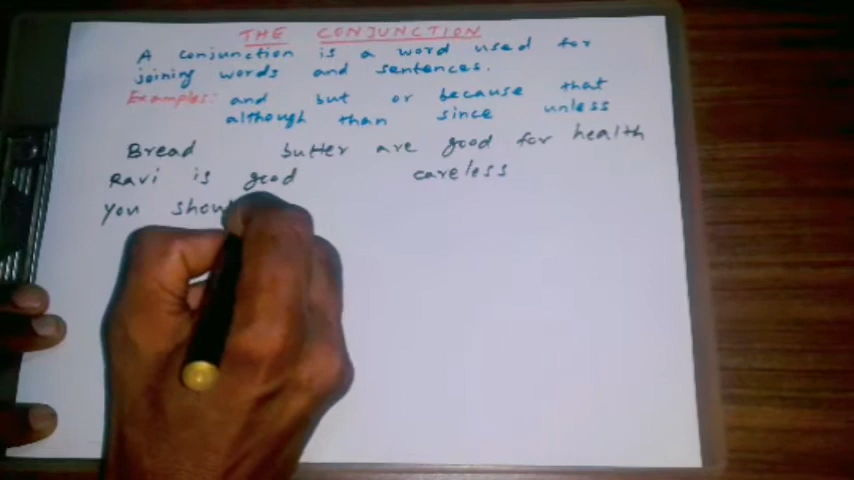 THE CONJUNCTION
A conjunction is a word used for
joining words and sentences.
Examples: and but or because that
although than since unless
Bread butter are good for health
Ravi is good careless
You shou